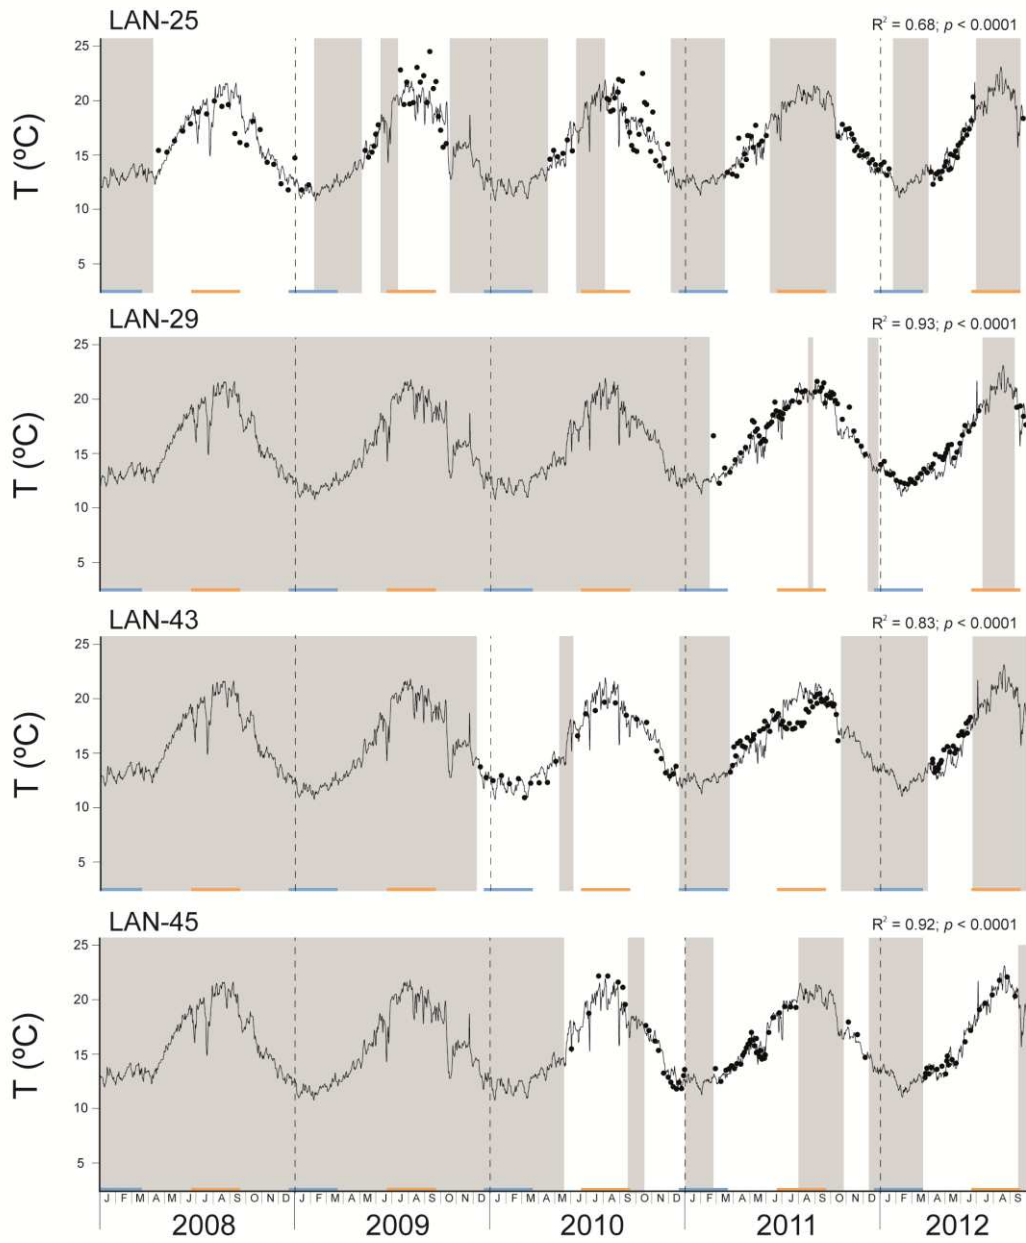 LAN-25
R² = 0.68; p < 0.0001
25
20
15
10
5
T (ºC)
LAN-29
R² = 0.93; p < 0.0001
25
20
15
10
5
T (ºC)
LAN-43
R² = 0.83; p < 0.0001
25
20
15
10
5
T (ºC)
LAN-45
R² = 0.92; p < 0.0001
25
20
15
10
5
T (ºC)
J F M A M J J A S O N D J F M A M J J A S O N D J F M A M J J A S O N D J F M A M J J A S O N D J F M A M J J A S
2008 2009 2010 2011 2012